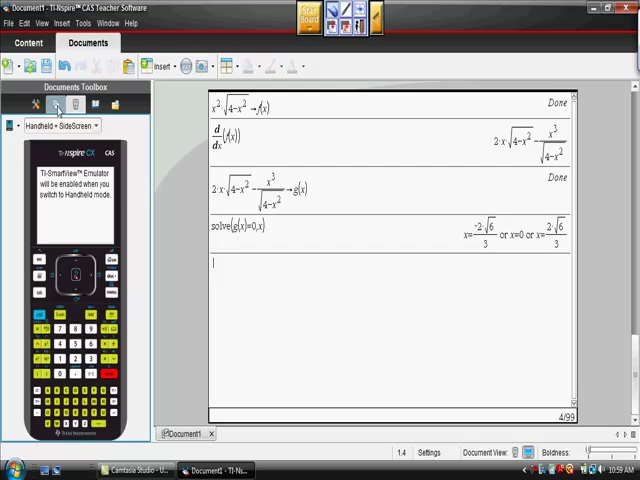 Document1 - TI-Nspire™ CAS Teacher Software
File Edit View Insert Tools Window Help
Start Board
Content Documents
Insert
Documents Toolbox
Handheld + SideScreen
TI-nspire CX CAS
TI-SmartView™ Emulator
will be enabled when you
switch to Handheld mode.
x²·√4-x² → f(x) Done
d/dx(f(x)) 2·x·√4-x² - x³/√4-x²
2·x·√4-x² - x³/√4-x² → g(x) Done
solve(g(x)=0,x) x=-2·√6/3 or x=0 or x=2·√6/3
4/99
Document1
1.4 Settings Document View: Boldness:
Camtasia Studio - U... Document1 - TI-Ns... 10:59 AM